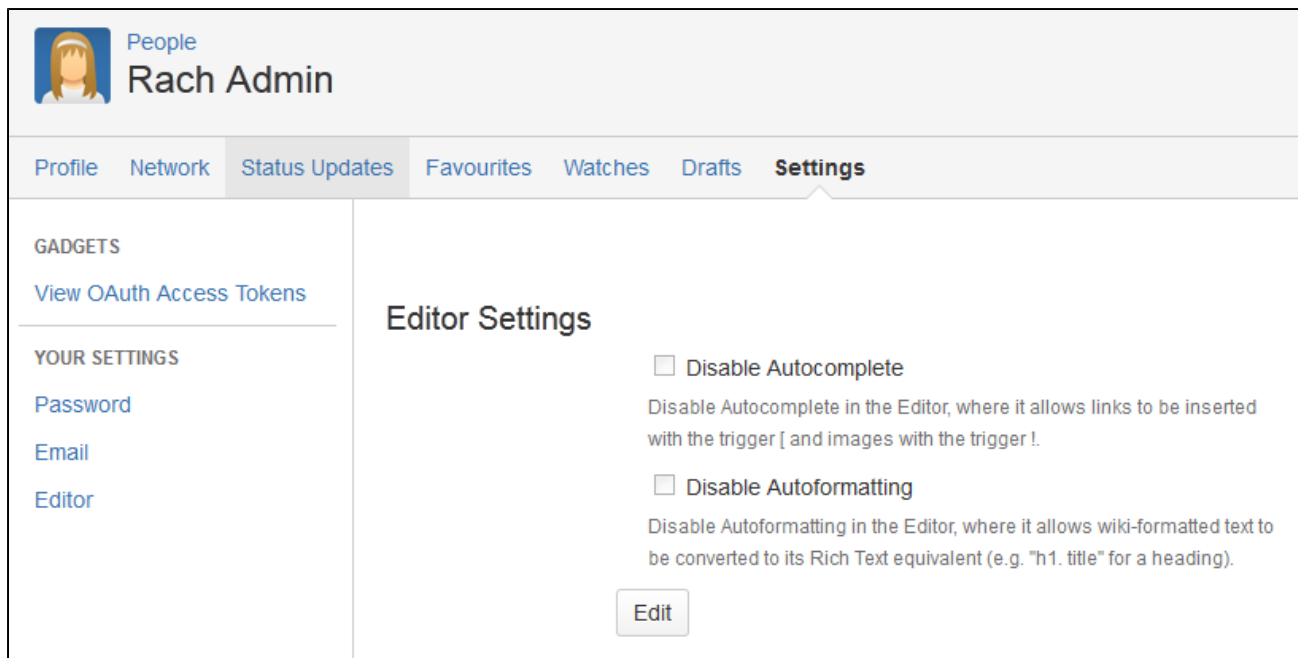 People
Rach Admin
Profile Network Status Updates Favourites Watches Drafts Settings
GADGETS
View OAuth Access Tokens
YOUR SETTINGS
Password
Email
Editor
Editor Settings
Disable Autocomplete
Disable Autocomplete in the Editor, where it allows links to be inserted
with the trigger [ and images with the trigger !.
Disable Autoformatting
Disable Autoformatting in the Editor, where it allows wiki-formatted text to
be converted to its Rich Text equivalent (e.g. "h1. title" for a heading).
Edit